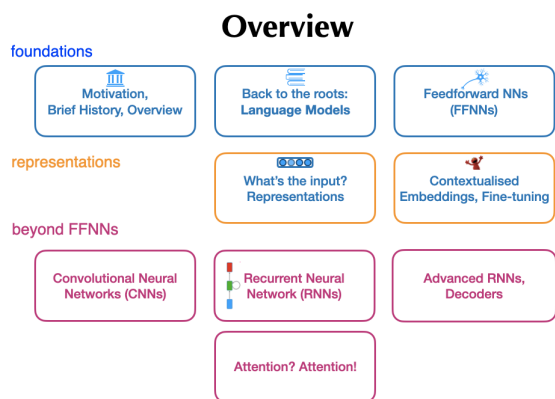 Overview
foundations
Motivation,
Brief History, Overview
Back to the roots:
Language Models
Feedforward NNs
(FFNNs)
representations
What's the input?
Representations
Contextualised
Embeddings, Fine-tuning
beyond FFNNs
Convolutional Neural
Networks (CNNs)
Recurrent Neural
Network (RNNs)
Advanced RNNs,
Decoders
Attention? Attention!